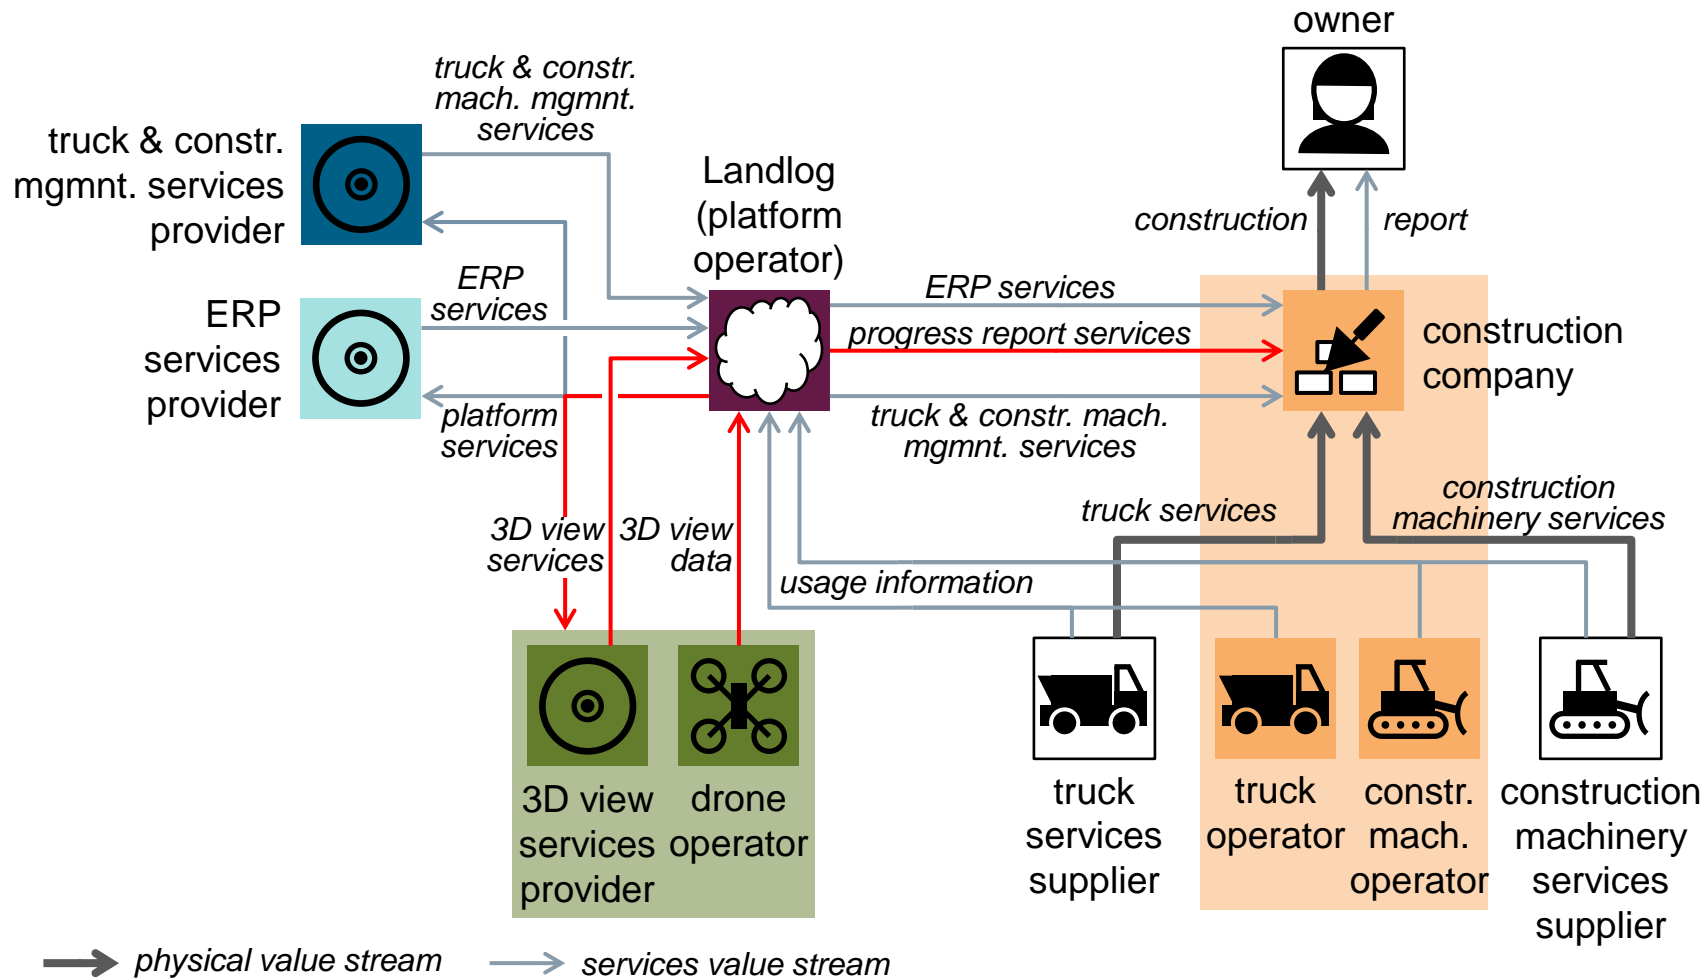 owner
truck & constr.
mach. mgmnt.
services
truck & constr.
mgmnt. services
provider
Landlog
(platform
operator)
construction
report
ERP
services
ERP
services
provider
ERP services
progress report services
construction
company
platform
services
truck & constr. mach.
mgmnt. services
3D view
services
3D view
data
truck services
construction
machinery services
usage information
3D view
services
provider
drone
operator
truck
services
supplier
truck
operator
constr.
mach.
operator
construction
machinery
services
supplier
physical value stream
services value stream